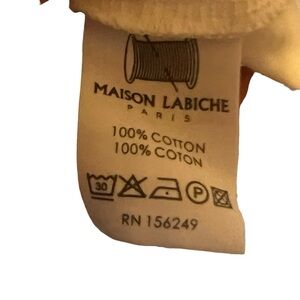 MAISON LABICHE
PARIS
100% COTTON
100% COTON
30 P
RN 156249